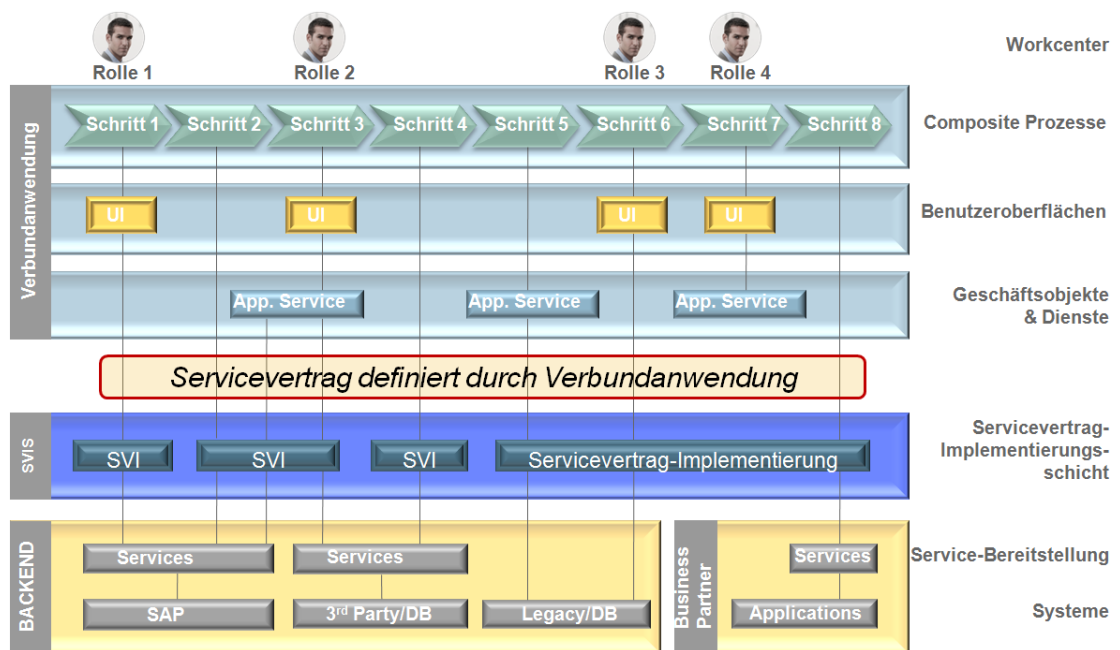 Workcenter
Rolle 1
Rolle 2
Rolle 3
Rolle 4
Verbundanwendung
Schritt 1
Schritt 2
Schritt 3
Schritt 4
Schritt 5
Schritt 6
Schritt 7
Schritt 8
Composite Prozesse
UI
UI
UI
UI
Benutzeroberflächen
App. Service
App. Service
App. Service
Geschäftsobjekte
& Dienste
Servicevertrag definiert durch Verbundanwendung
SVIS
SVI
SVI
SVI
Servicevertrag-Implementierung
Servicevertrag-
Implementierungs-
schicht
BACKEND
Services
Services
Business
Partner
Services
Service-Bereitstellung
SAP
3rd Party/DB
Legacy/DB
Applications
Systeme